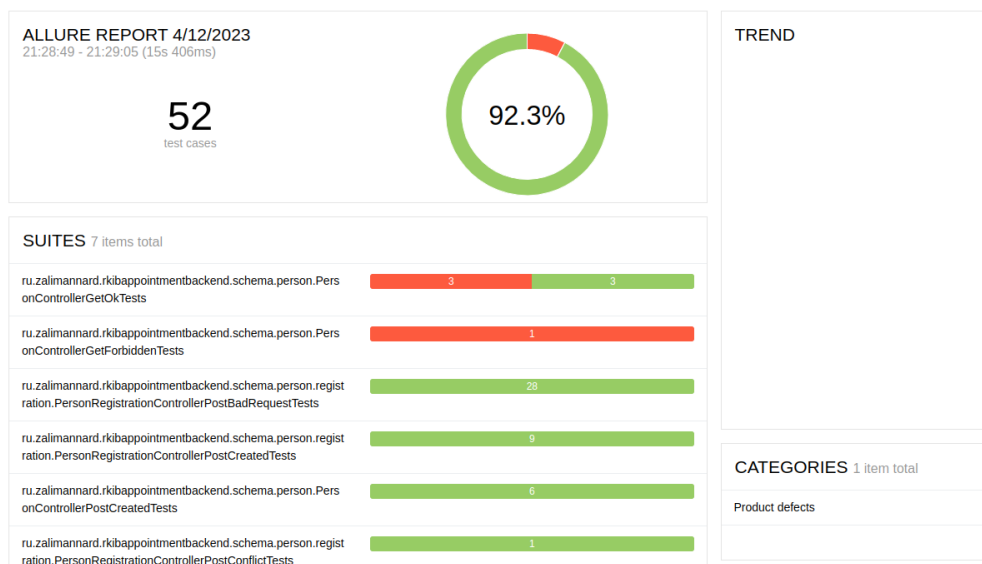 ALLURE REPORT 4/12/2023
21:28:49 - 21:29:05 (15s 406ms)
52
test cases
92.3%
SUITES 7 items total
ru.zalimannard.rkibappointmentbackend.schema.person.Pers
onControllerGetOkTests
3
3
ru.zalimannard.rkibappointmentbackend.schema.person.Pers
onControllerGetForbiddenTests
1
ru.zalimannard.rkibappointmentbackend.schema.person.regist
ration.PersonRegistrationControllerPostBadRequestTests
28
ru.zalimannard.rkibappointmentbackend.schema.person.regist
ration.PersonRegistrationControllerPostCreatedTests
9
ru.zalimannard.rkibappointmentbackend.schema.person.Pers
onControllerPostCreatedTests
6
ru.zalimannard.rkibappointmentbackend.schema.person.regist
ration.PersonRegistrationControllerPostConflictTests
1
TREND
CATEGORIES 1 item total
Product defects